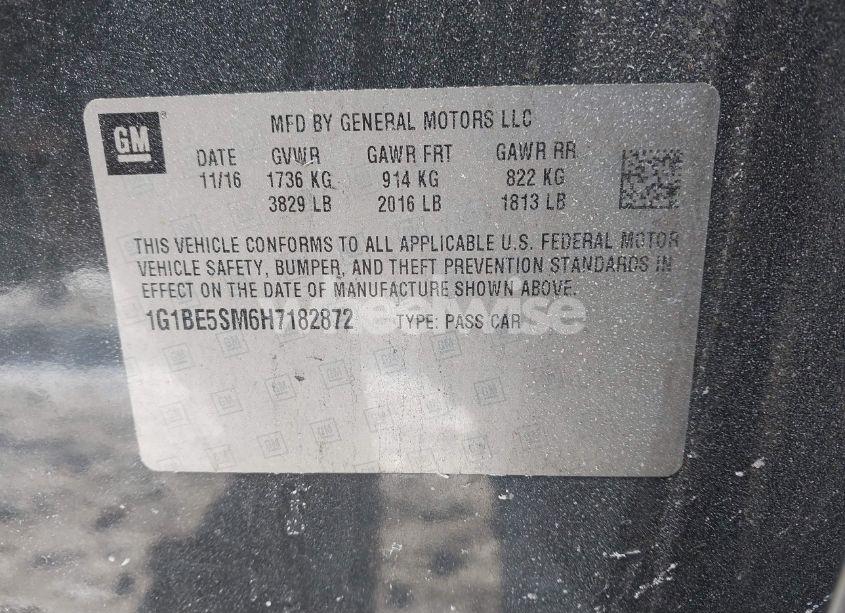 GM MFD BY GENERAL MOTORS LLC
DATE GVWR GAWR FRT GAWR RR
11/16 1736 KG 914 KG 822 KG
3829 LB 2016 LB 1813 LB
THIS VEHICLE CONFORMS TO ALL APPLICABLE U.S. FEDERAL MOTOR
VEHICLE SAFETY, BUMPER, AND THEFT PREVENTION STANDARDS IN
EFFECT ON THE DATE OF MANUFACTURE SHOWN ABOVE.
1G1BE5SM6H7182872 TYPE: PASS CAR
wheelwise